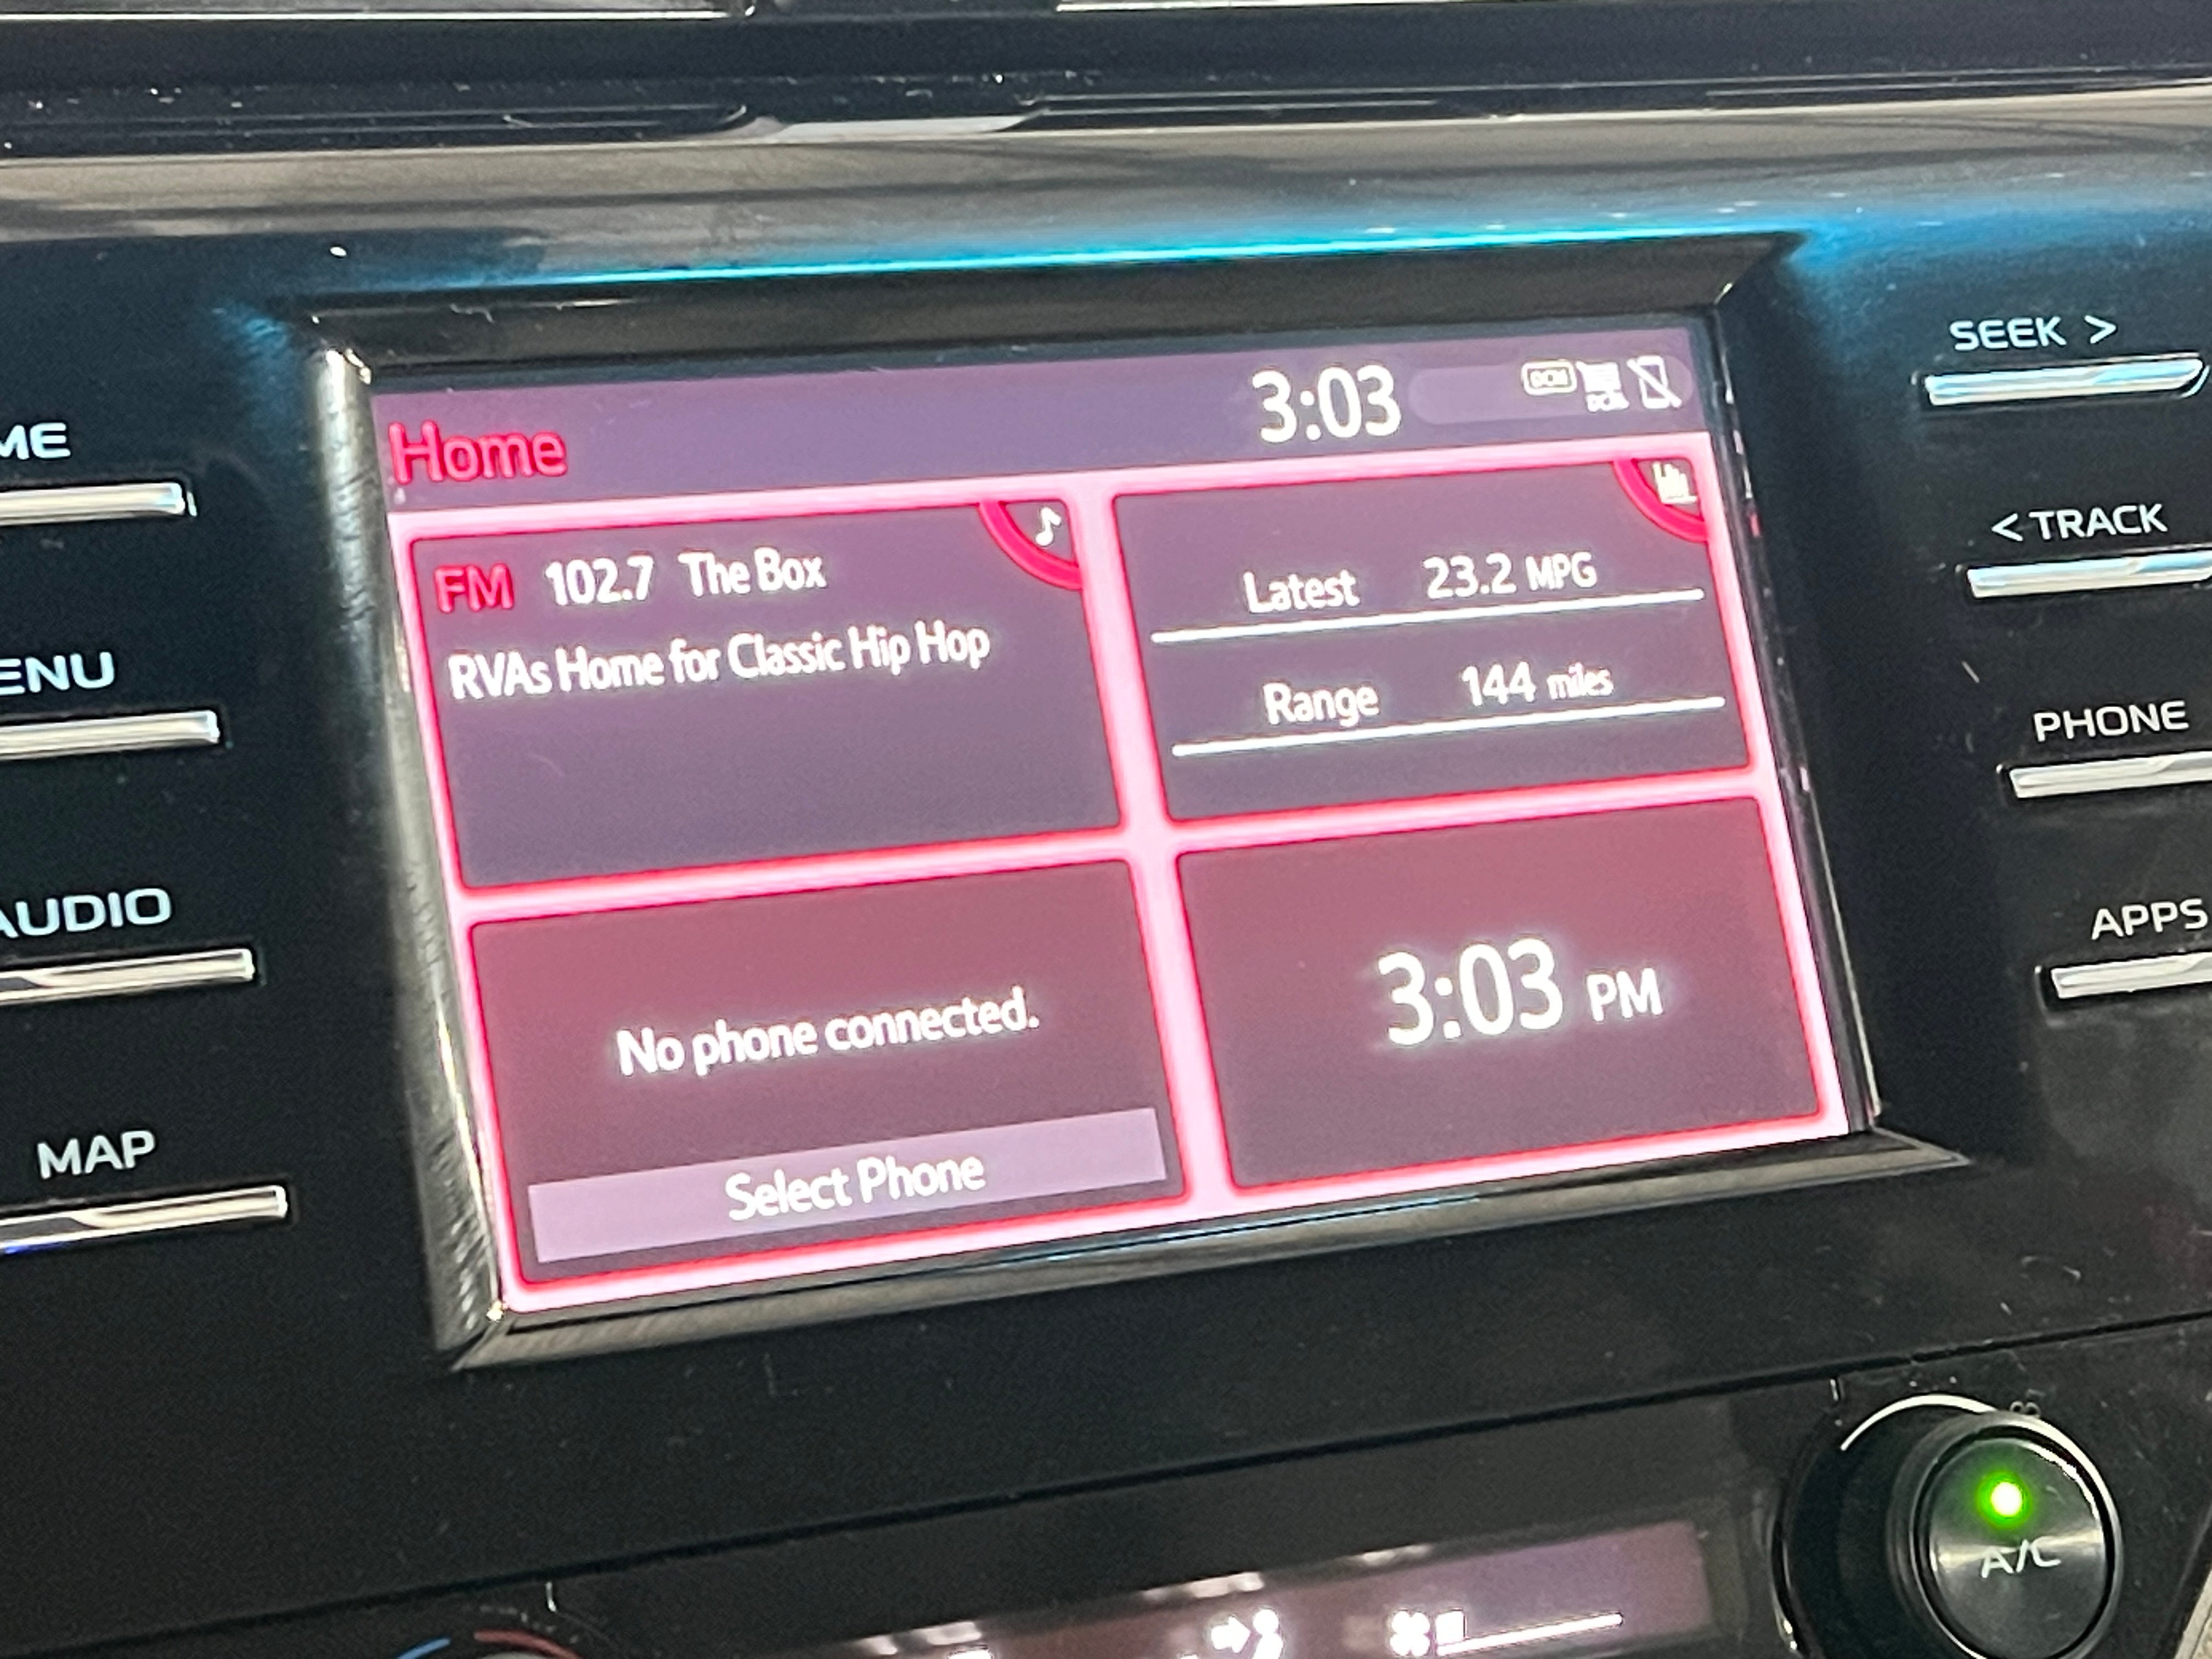 Home
3:03
DCM
FM 102.7 The Box
RVAs Home for Classic Hip Hop
Latest 23.2 MPG
Range 144 miles
No phone connected.
Select Phone
3:03 PM
ME
ENU
AUDIO
MAP
SEEK >
< TRACK
PHONE
APPS
A/C